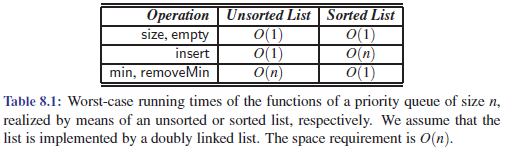 Operation Unsorted List Sorted List
size, empty O(1) O(1)
insert O(1) O(n)
min, removeMin O(n) O(1)
Table 8.1: Worst-case running times of the functions of a priority queue of size n,
realized by means of an unsorted or sorted list, respectively. We assume that the
list is implemented by a doubly linked list. The space requirement is O(n).